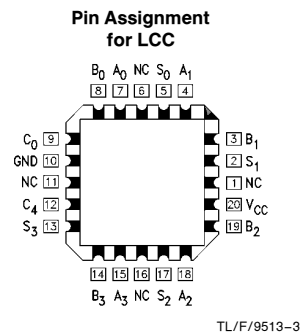 Pin Assignment
for LCC
B0 A0 NC S0 A1
8 7 6 5 4
C0 9
GND 10
NC 11
C4 12
S3 13
3 B1
2 S1
1 NC
20 VCC
19 B2
14 15 16 17 18
B3 A3 NC S2 A2
TL/F/9513–3